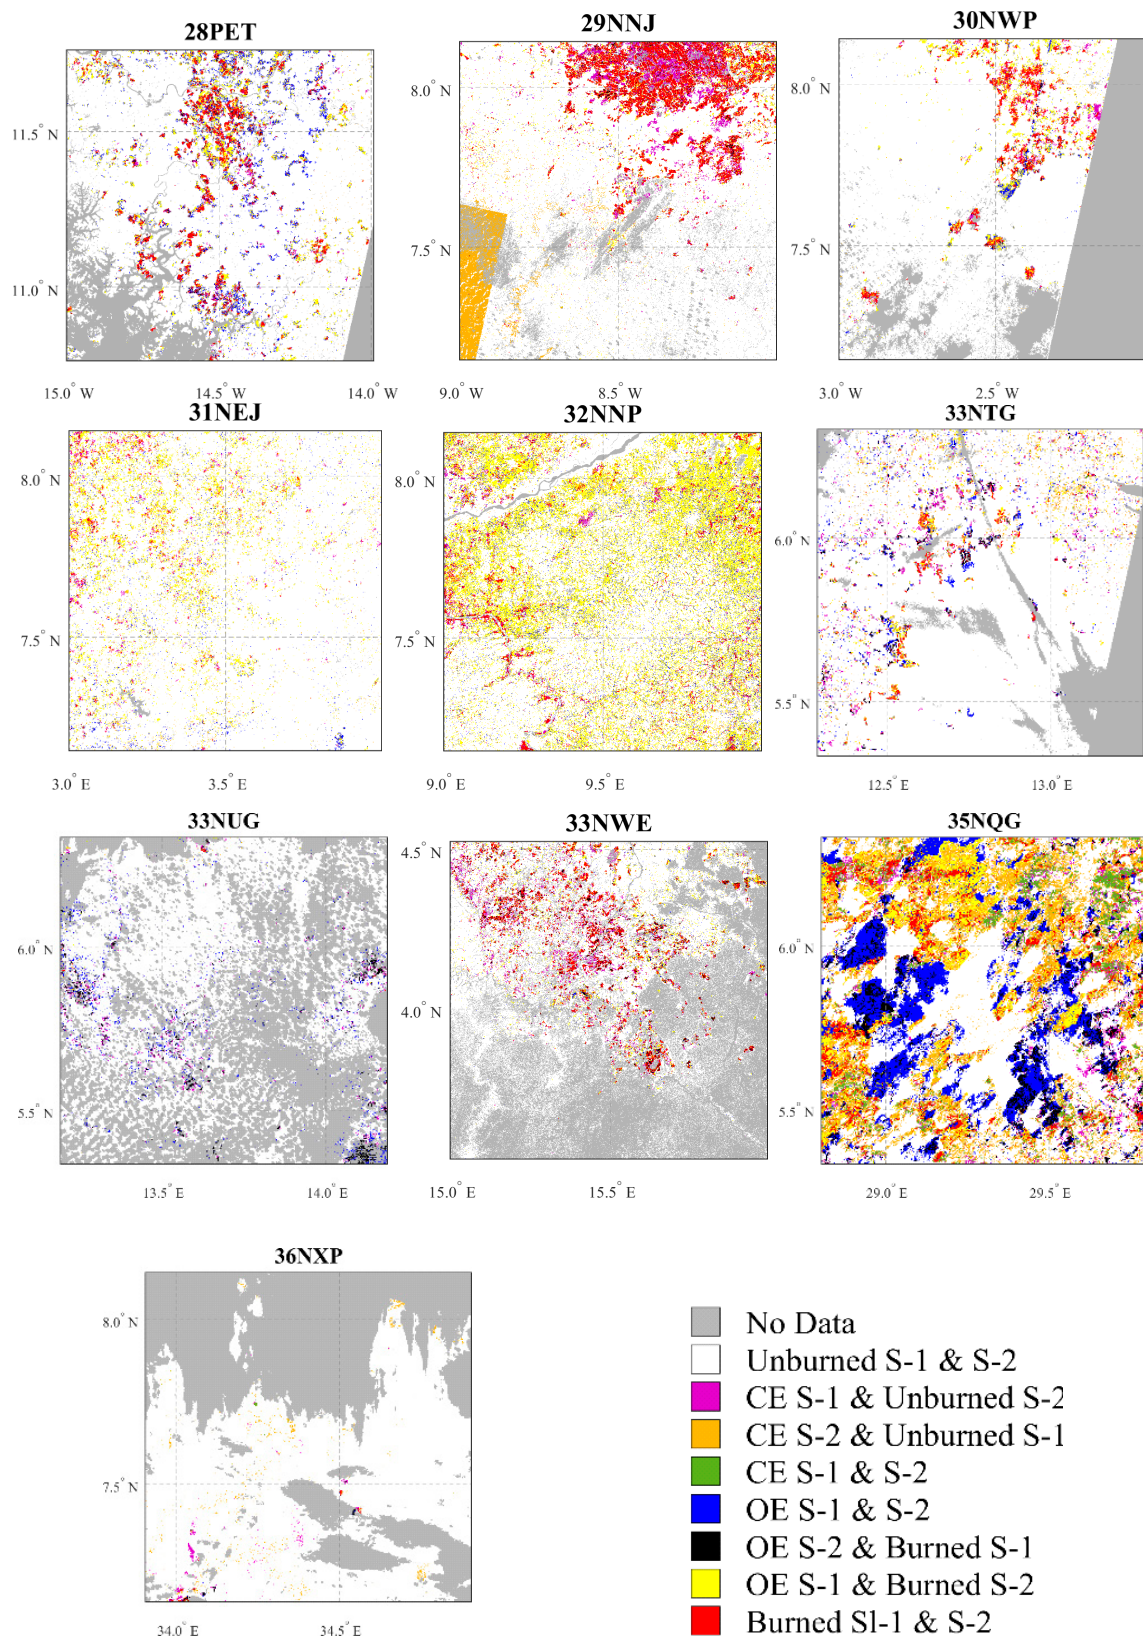 28PET
29NNJ
30NWP
11.5° N
11.0° N
15.0° W
14.5° W
14.0° W
8.0° N
7.5° N
9.0° W
8.5° W
8.0° N
7.5° N
3.0° W
2.5° W
31NEJ
32NNP
33NTG
8.0° N
7.5° N
3.0° E
3.5° E
8.0° N
7.5° N
9.0° E
9.5° E
6.0° N
5.5° N
12.5° E
13.0° E
33NUG
33NWE
35NQG
6.0° N
5.5° N
13.5° E
14.0° E
4.5° N
4.0° N
15.0° E
15.5° E
6.0° N
5.5° N
29.0° E
29.5° E
36NXP
8.0° N
7.5° N
34.0° E
34.5° E
No Data
Unburned S-1 & S-2
CE S-1 & Unburned S-2
CE S-2 & Unburned S-1
CE S-1 & S-2
OE S-1 & S-2
OE S-2 & Burned S-1
OE S-1 & Burned S-2
Burned Sl-1 & S-2